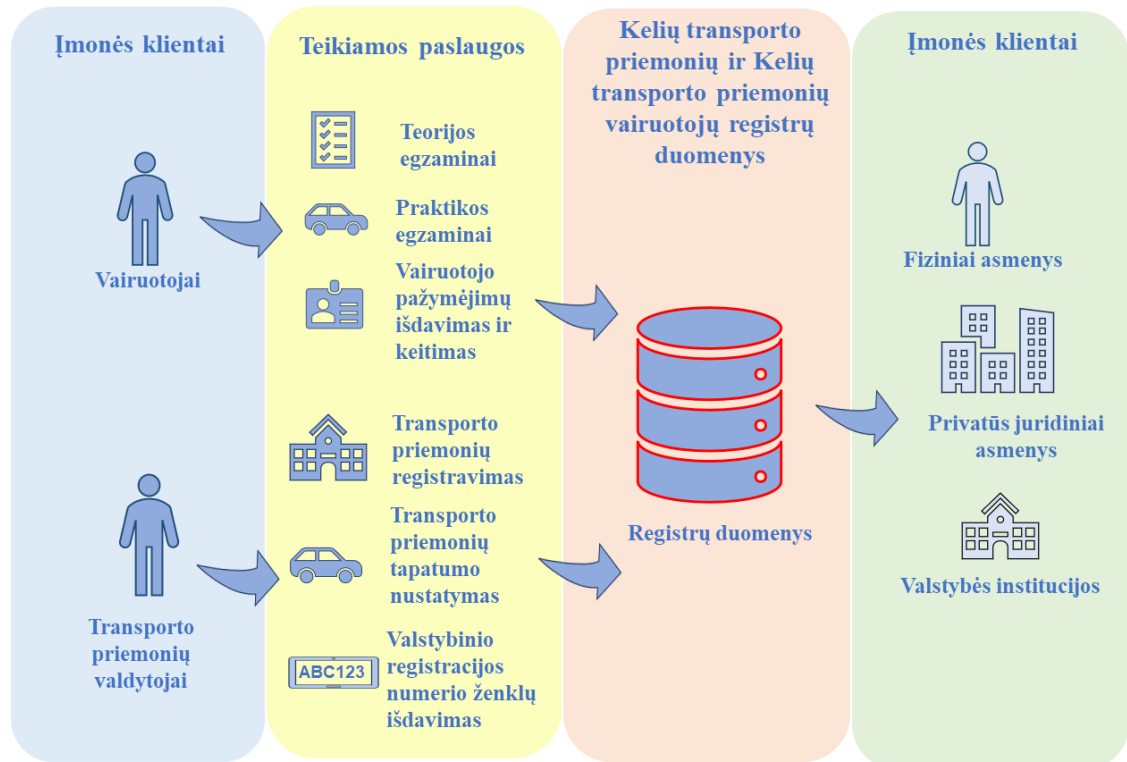 Įmonės klientai
Vairuotojai
Transporto
priemonių
valdytojai
Teikiamos paslaugos
Teorijos
egzaminai
Praktikos
egzaminai
Vairuotojo
pažymėjimų
išdavimas ir
keitimas
Transporto
priemonių
registravimas
Transporto
priemonių
tapatumo
nustatymas
ABC123
Valstybinio
registracijos
numerio ženklų
išdavimas
Kelių transporto
priemonių ir Kelių
transporto priemonių
vairuotojų registrų
duomenys
Registrų duomenys
Įmonės klientai
Fiziniai asmenys
Privatūs juridiniai
asmenys
Valstybės institucijos